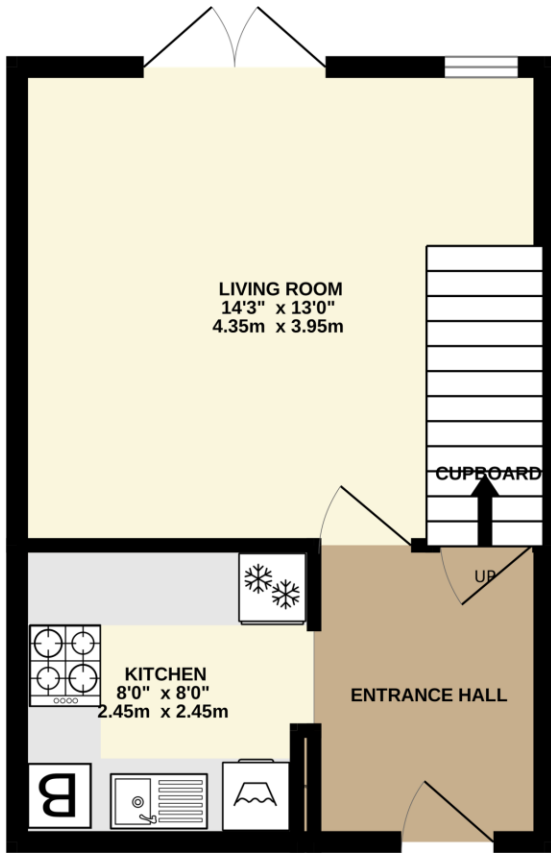 LIVING ROOM
14'3" x 13'0"
4.35m x 3.95m
CUPBOARD
UP
KITCHEN
8'0" x 8'0"
2.45m x 2.45m
ENTRANCE HALL
B